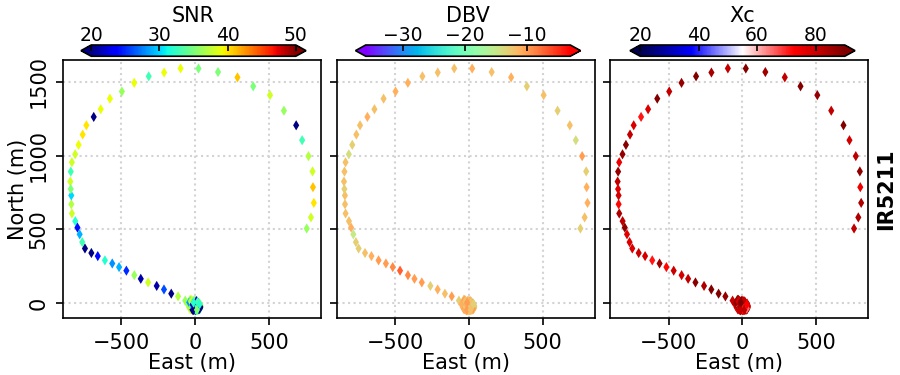 SNR DBV Xc
20 30 40 50 −30 −20 −10 20 40 60 80
1500
1000
500
0
North (m)
IR5211
−500 0 500 −500 0 500 −500 0 500
East (m) East (m) East (m)